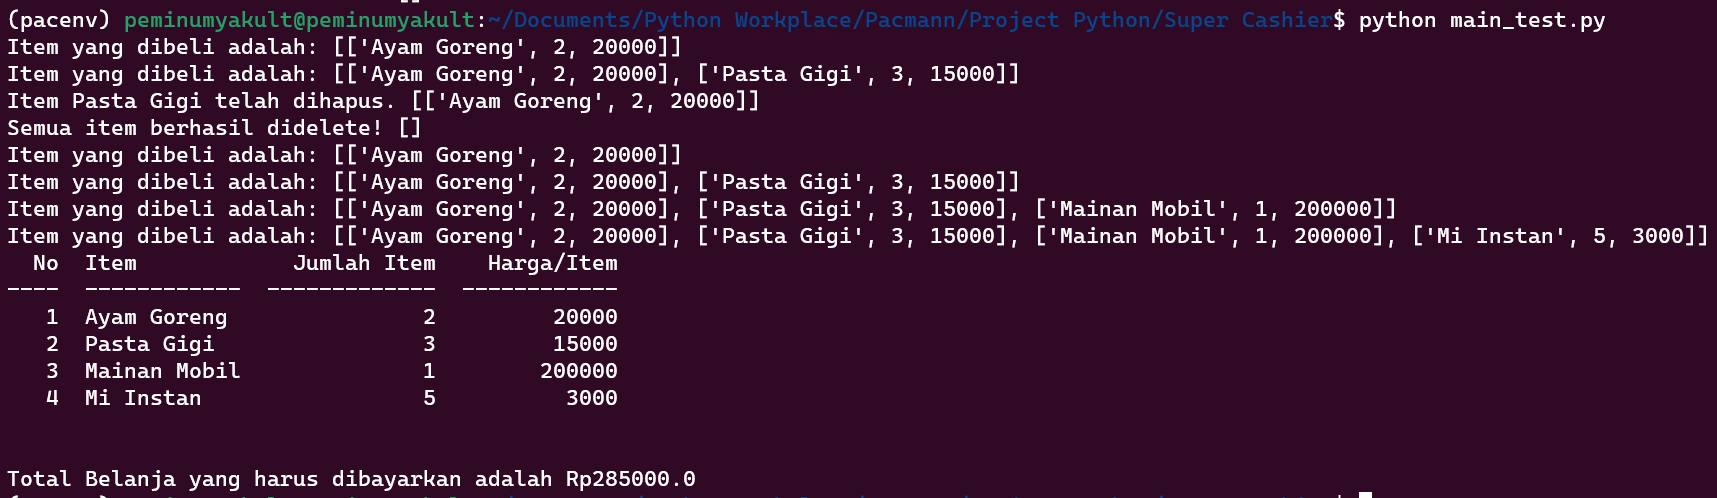 (pacenv) peminumyakult@peminumyakult:~/Documents/Python Workplace/Pacmann/Project Python/Super Cashier$ python main_test.py
Item yang dibeli adalah: [['Ayam Goreng', 2, 20000]]
Item yang dibeli adalah: [['Ayam Goreng', 2, 20000], ['Pasta Gigi', 3, 15000]]
Item Pasta Gigi telah dihapus. [['Ayam Goreng', 2, 20000]]
Semua item berhasil didelete! []
Item yang dibeli adalah: [['Ayam Goreng', 2, 20000]]
Item yang dibeli adalah: [['Ayam Goreng', 2, 20000], ['Pasta Gigi', 3, 15000]]
Item yang dibeli adalah: [['Ayam Goreng', 2, 20000], ['Pasta Gigi', 3, 15000], ['Mainan Mobil', 1, 200000]]
Item yang dibeli adalah: [['Ayam Goreng', 2, 20000], ['Pasta Gigi', 3, 15000], ['Mainan Mobil', 1, 200000], ['Mi Instan', 5, 3000]]
  No  Item            Jumlah Item    Harga/Item
----  ------------  -------------  ------------
   1  Ayam Goreng               2         20000
   2  Pasta Gigi                3         15000
   3  Mainan Mobil              1        200000
   4  Mi Instan                 5          3000
Total Belanja yang harus dibayarkan adalah Rp285000.0